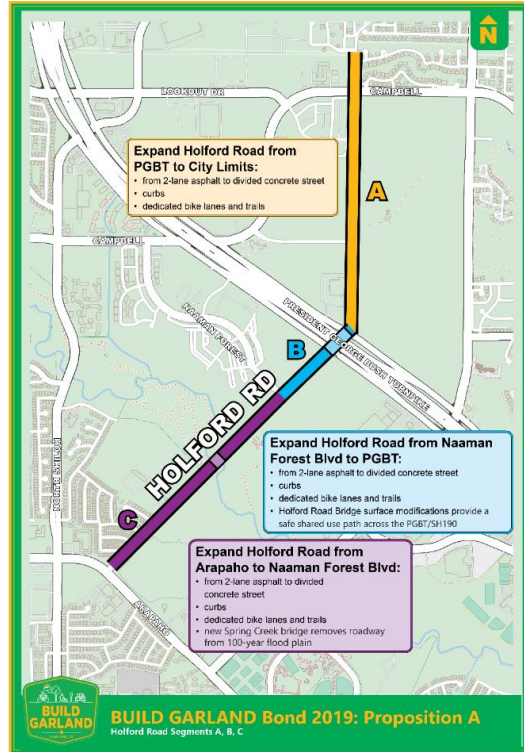 N
LOOKOUT DR
CAMPBELL
Expand Holford Road from
PGBT to City Limits:
• from 2-lane asphalt to divided concrete street
• curbs
• dedicated bike lanes and trails
A
CAMPBELL
NAAMAN FOREST
PRESIDENT GEORGE BUSH TURNPIKE
B
HOLFORD RD
NORTH SHILOH
C
Expand Holford Road from Naaman
Forest Blvd to PGBT:
• from 2-lane asphalt to divided concrete street
• curbs
• dedicated bike lanes and trails
• Holford Road Bridge surface modifications provide a
safe shared use path across the PGBT/SH190
Expand Holford Road from
Arapaho to Naaman Forest Blvd:
• from 2-lane asphalt to divided
concrete street
• curbs
• dedicated bike lanes and trails
• new Spring Creek bridge removes roadway
from 100-year flood plain
ARAPAHO
BUILD
GARLAND
BUILD GARLAND Bond 2019: Proposition A
Holford Road Segments A, B, C